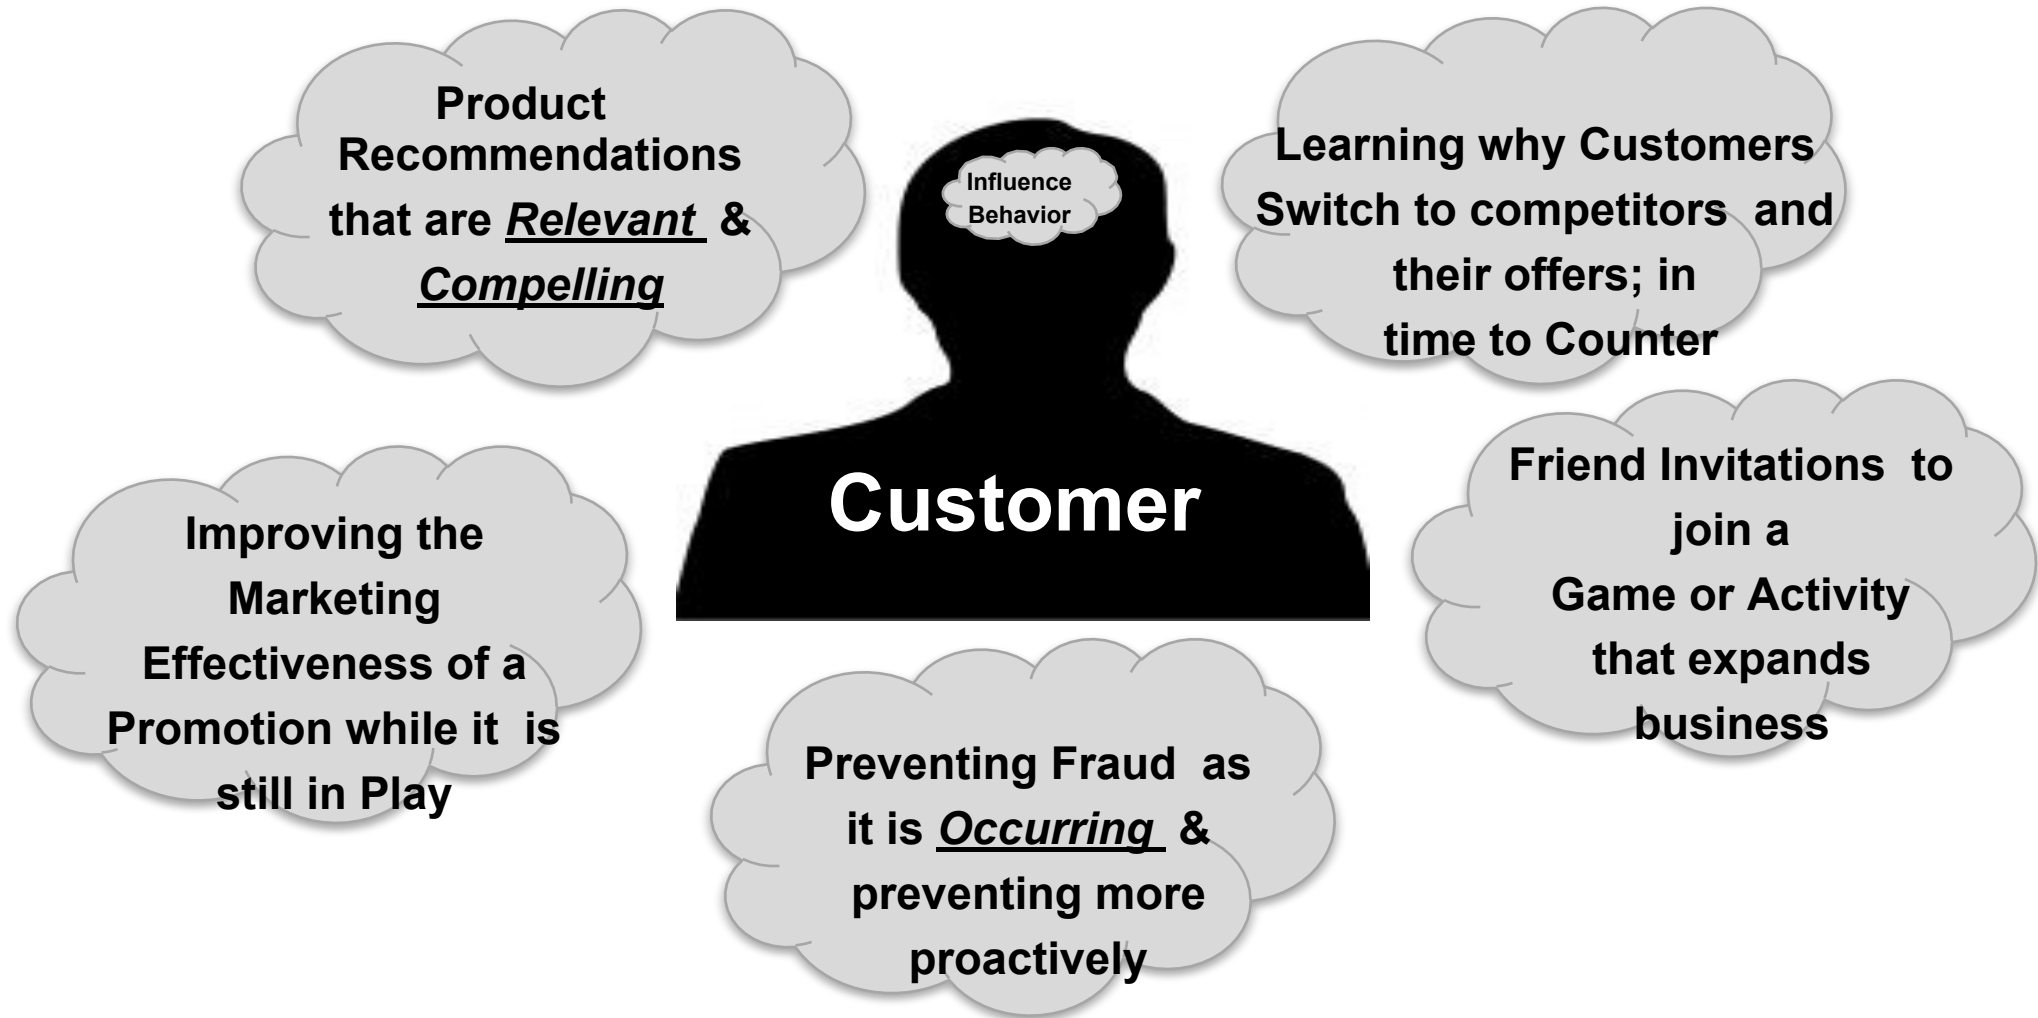 Product
Recommendations
that are Relevant &
Compelling
Influence
Behavior
Learning why Customers
Switch to competitors and
their offers; in
time to Counter
Customer
Improving the
Marketing
Effectiveness of a
Promotion while it is
still in Play
Friend Invitations to
join a
Game or Activity
that expands
business
Preventing Fraud as
it is Occurring &
preventing more
proactively